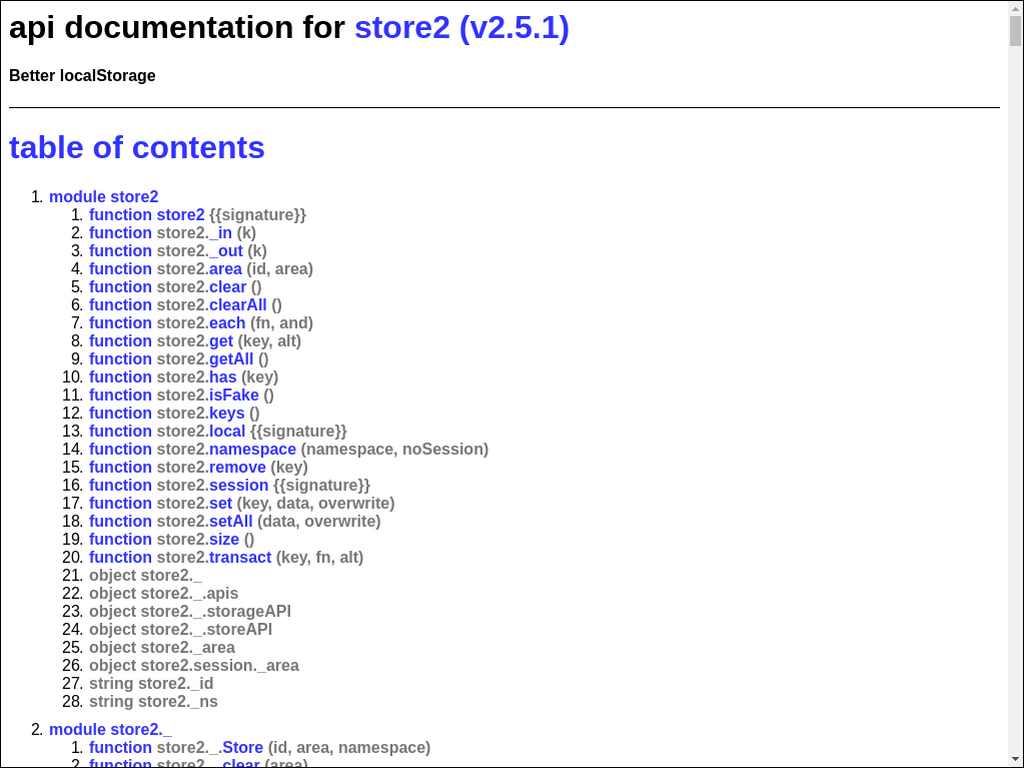 api documentation for store2 (v2.5.1)
Better localStorage
table of contents
1. module store2
1. function store2 {{signature}}
2. function store2._in (k)
3. function store2._out (k)
4. function store2.area (id, area)
5. function store2.clear ()
6. function store2.clearAll ()
7. function store2.each (fn, and)
8. function store2.get (key, alt)
9. function store2.getAll ()
10. function store2.has (key)
11. function store2.isFake ()
12. function store2.keys ()
13. function store2.local {{signature}}
14. function store2.namespace (namespace, noSession)
15. function store2.remove (key)
16. function store2.session {{signature}}
17. function store2.set (key, data, overwrite)
18. function store2.setAll (data, overwrite)
19. function store2.size ()
20. function store2.transact (key, fn, alt)
21. object store2._
22. object store2._.apis
23. object store2._.storageAPI
24. object store2._.storeAPI
25. object store2._area
26. object store2.session._area
27. string store2._id
28. string store2._ns
2. module store2._
1. function store2._.Store (id, area, namespace)
2. function store2._.clear (area)